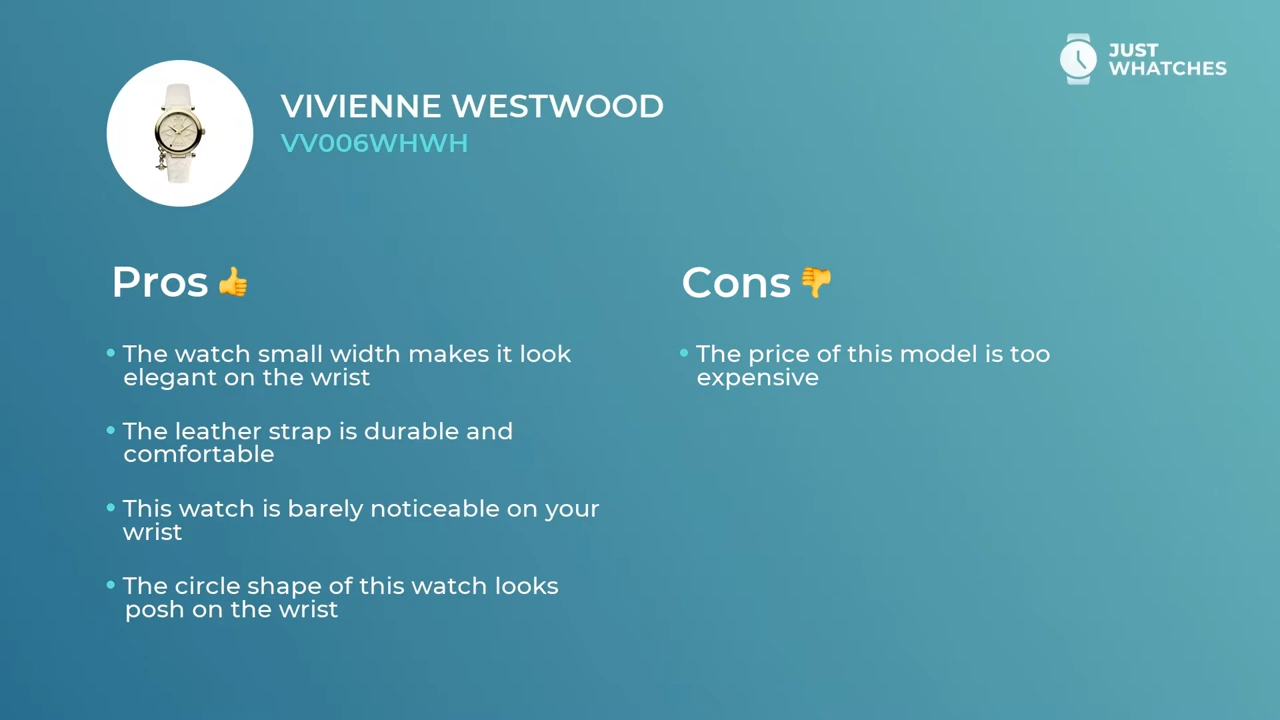 JUST
WHATCHES
VIVIENNE WESTWOOD
VV006WHWH
Pros
• The watch small width makes it look
elegant on the wrist
• The leather strap is durable and
comfortable
• This watch is barely noticeable on your
wrist
• The circle shape of this watch looks
posh on the wrist
Cons
• The price of this model is too
expensive